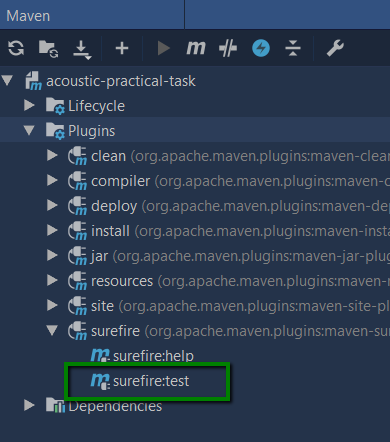 Maven
acoustic-practical-task
Lifecycle
Plugins
clean (org.apache.maven.plugins:maven-clean
compiler (org.apache.maven.plugins:maven-c
deploy (org.apache.maven.plugins:maven-dep
install (org.apache.maven.plugins:maven-insta
jar (org.apache.maven.plugins:maven-jar-plug
resources (org.apache.maven.plugins:maven-r
site (org.apache.maven.plugins:maven-site-pl
surefire (org.apache.maven.plugins:maven-sur
surefire:help
surefire:test
Dependencies